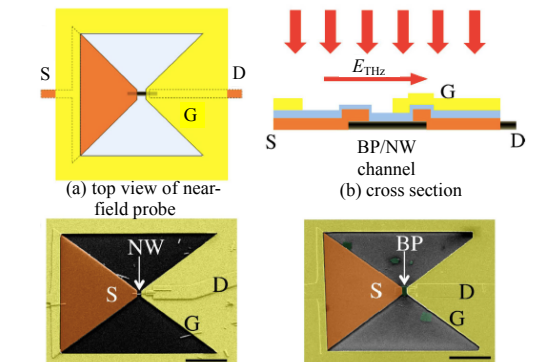 S
D
G
(a) top view of near-
field probe
E_THz
G
S
D
BP/NW
channel
(b) cross section
NW
S
D
G
BP
S
D
G